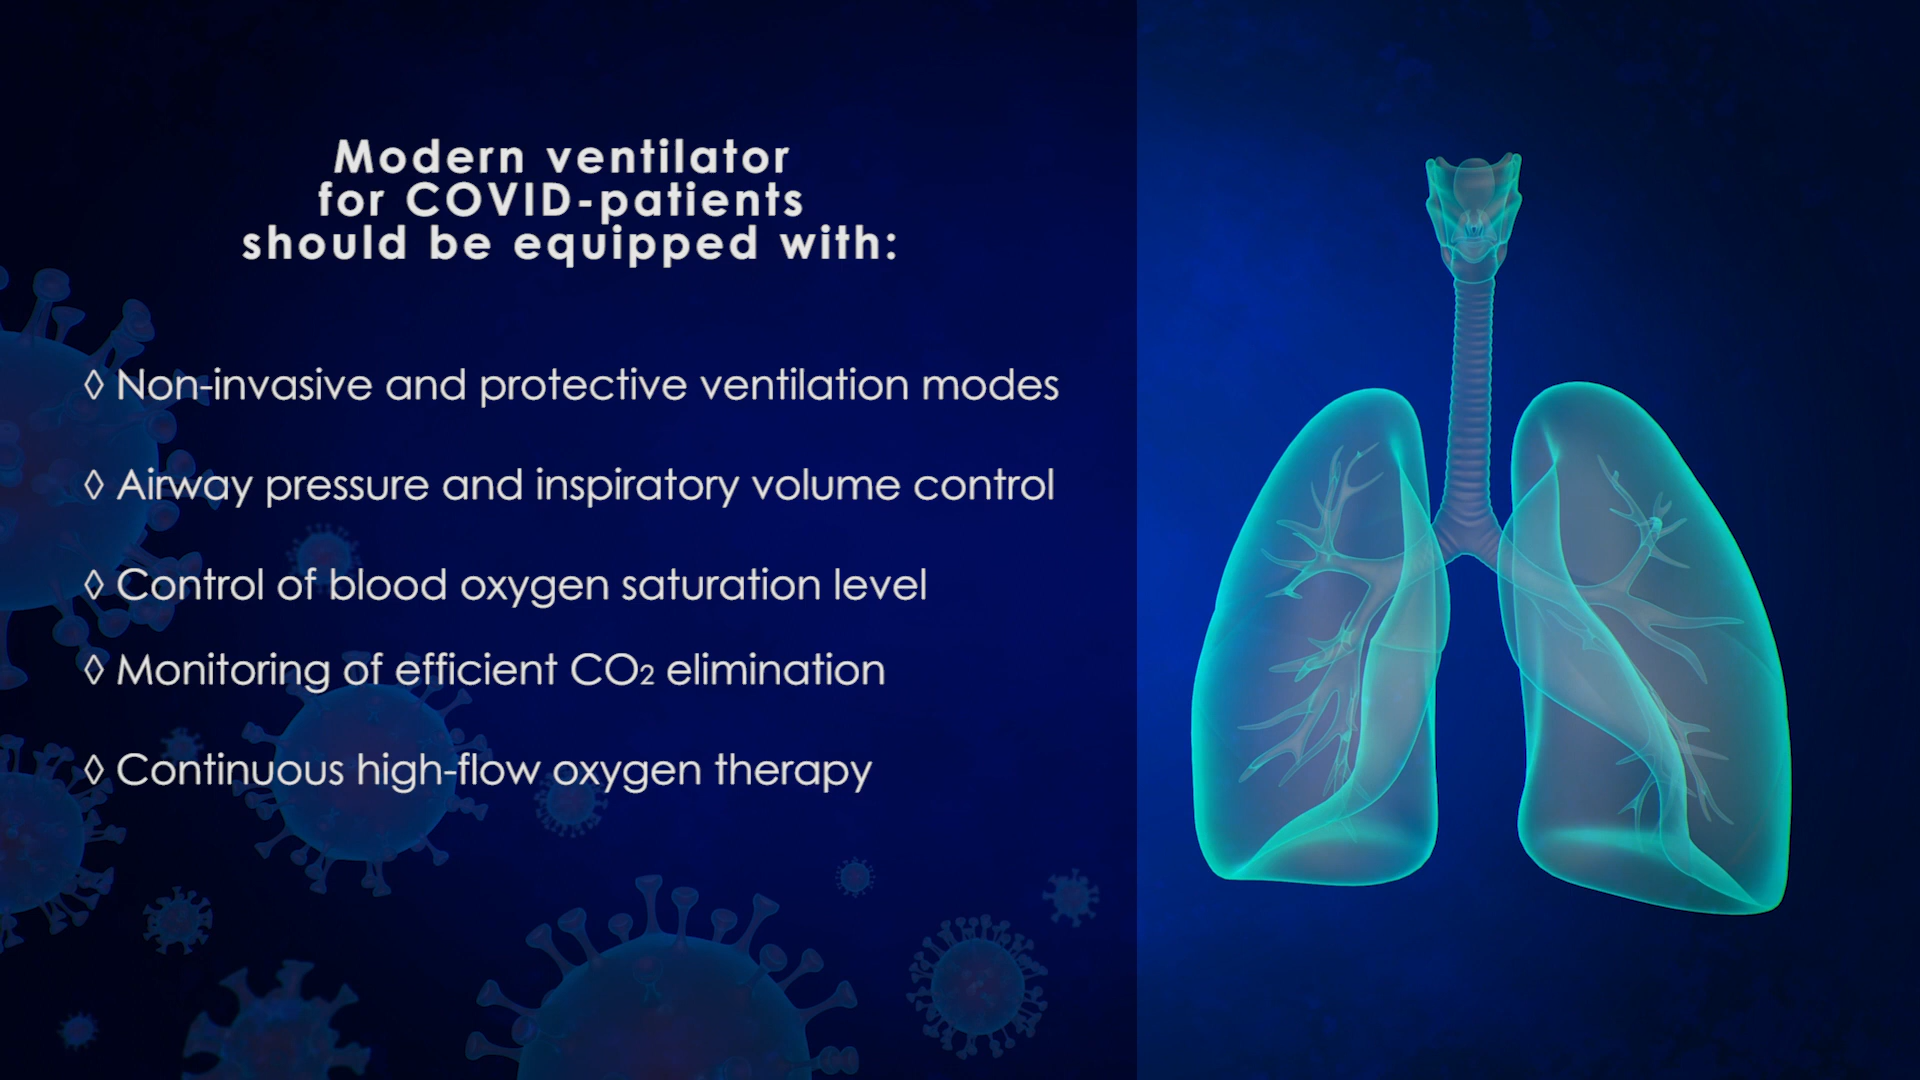 Modern ventilator
for COVID-patients
should be equipped with:
◊ Non-invasive and protective ventilation modes
◊ Airway pressure and inspiratory volume control
◊ Control of blood oxygen saturation level
◊ Monitoring of efficient CO₂ elimination
◊ Continuous high-flow oxygen therapy